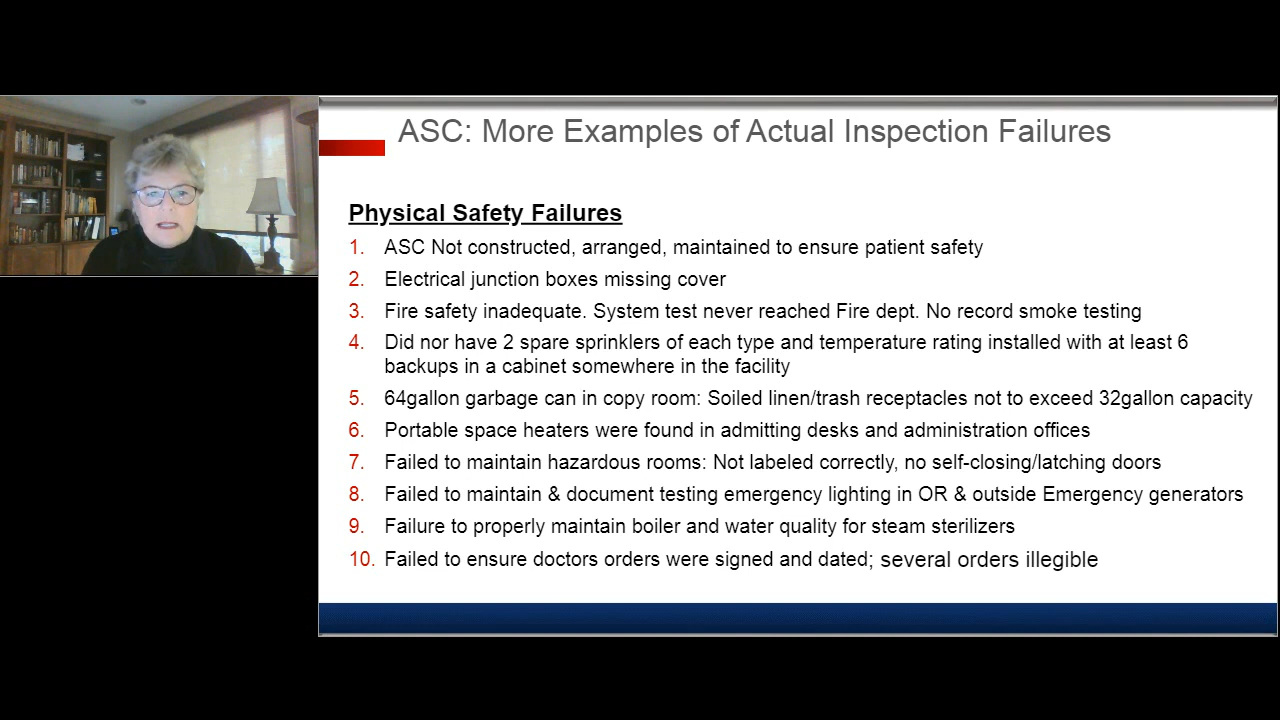 ASC: More Examples of Actual Inspection Failures
Physical Safety Failures
1. ASC Not constructed, arranged, maintained to ensure patient safety
2. Electrical junction boxes missing cover
3. Fire safety inadequate. System test never reached Fire dept. No record smoke testing
4. Did nor have 2 spare sprinklers of each type and temperature rating installed with at least 6
backups in a cabinet somewhere in the facility
5. 64gallon garbage can in copy room: Soiled linen/trash receptacles not to exceed 32gallon capacity
6. Portable space heaters were found in admitting desks and administration offices
7. Failed to maintain hazardous rooms: Not labeled correctly, no self-closing/latching doors
8. Failed to maintain & document testing emergency lighting in OR & outside Emergency generators
9. Failure to properly maintain boiler and water quality for steam sterilizers
10. Failed to ensure doctors orders were signed and dated; several orders illegible